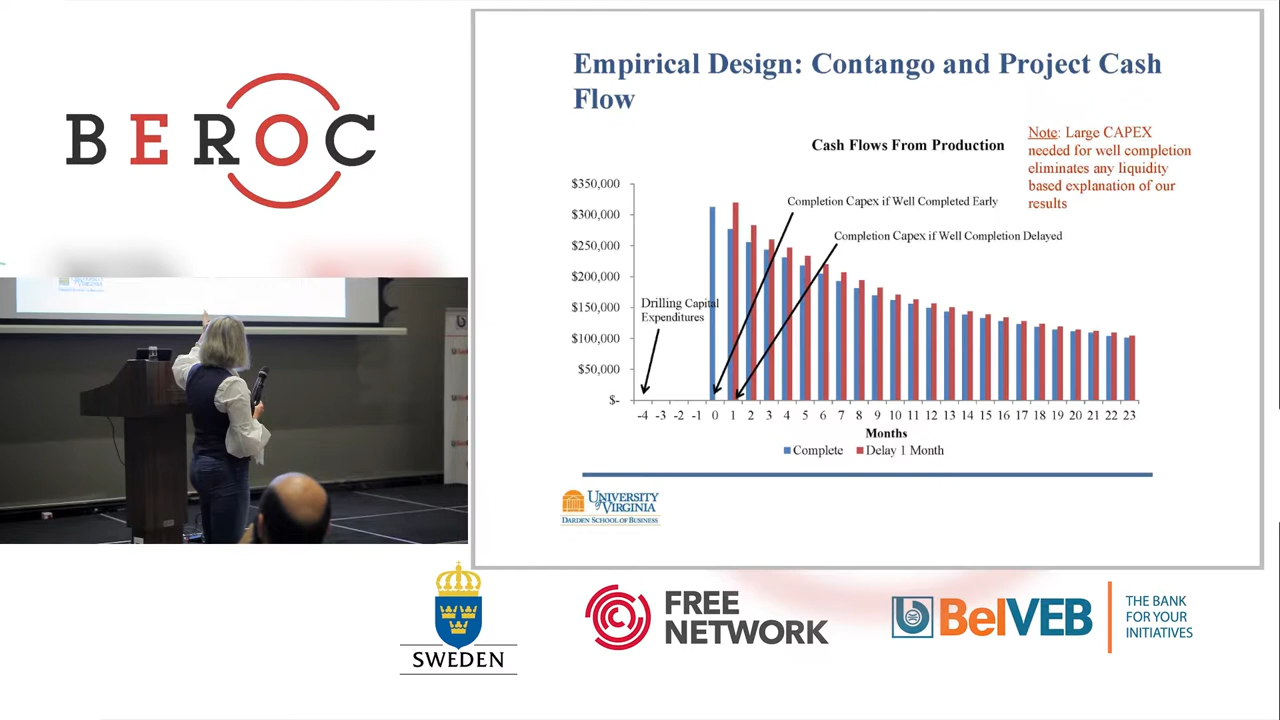 BEROC
Empirical Design: Contango and Project Cash
Flow
Cash Flows From Production
Note: Large CAPEX
needed for well completion
eliminates any liquidity
based explanation of our
results
$350,000
$300,000
$250,000
$200,000
$150,000
$100,000
$50,000
$-
Completion Capex if Well Completed Early
Completion Capex if Well Completion Delayed
Drilling Capital
Expenditures
-4 -3 -2 -1 0 1 2 3 4 5 6 7 8 9 10 11 12 13 14 15 16 17 18 19 20 21 22 23
Months
Complete Delay 1 Month
UNIVERSITY
of VIRGINIA
DARDEN SCHOOL OF BUSINESS
SWEDEN
FREE
NETWORK
BelVEB
THE BANK
FOR YOUR
INITIATIVES